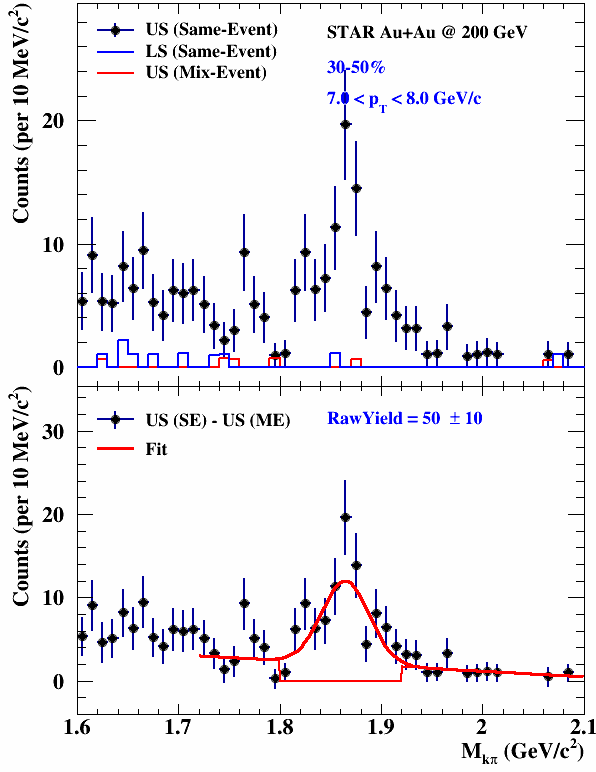 US (Same-Event)
LS (Same-Event)
US (Mix-Event)
STAR Au+Au @ 200 GeV
30-50%
7.0 < p_T < 8.0 GeV/c
Counts (per 10 MeV/c²)
20
10
0
US (SE) - US (ME)
Fit
RawYield = 50 ± 10
Counts (per 10 MeV/c²)
30
20
10
0
1.6 1.7 1.8 1.9 2 2.1
M_kπ (GeV/c²)